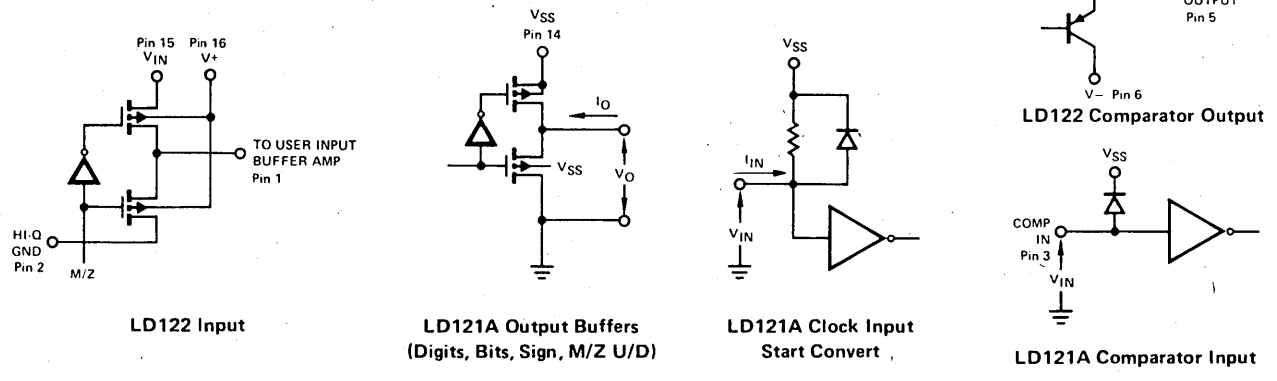 Pin 15
VIN
Pin 16
V+
TO USER INPUT
BUFFER AMP
Pin 1
HI-Q
GND
Pin 2
M/Z
LD122 Input
VSS
Pin 14
IO
VSS
VO
LD121A Output Buffers
(Digits, Bits, Sign, M/Z U/D)
VSS
IIN
VIN
LD121A Clock Input
Start Convert
OUTPUT
Pin 5
V− Pin 6
LD122 Comparator Output
VSS
COMP
IN
Pin 3
VIN
LD121A Comparator Input